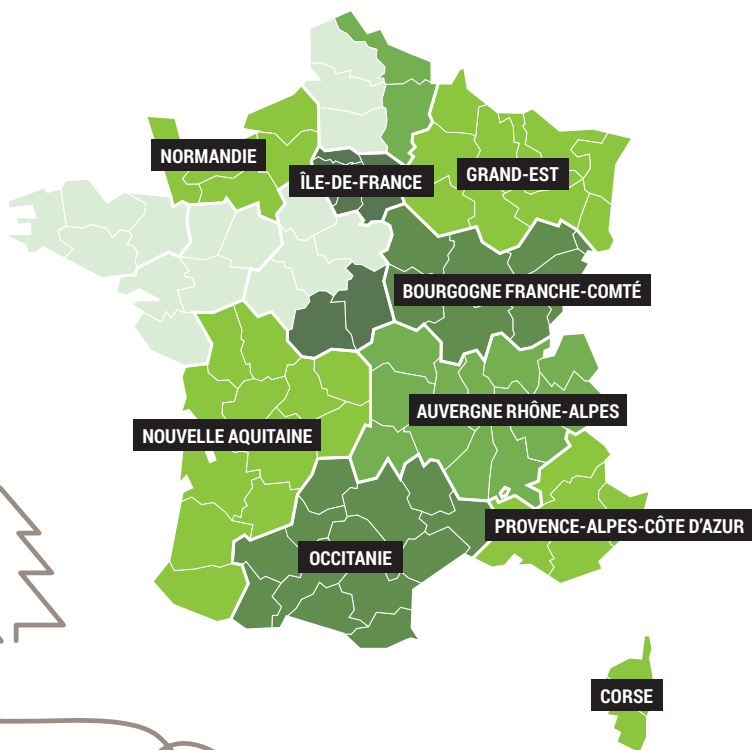 NORMANDIE
ÎLE-DE-FRANCE
GRAND-EST
BOURGOGNE FRANCHE-COMTÉ
AUVERGNE RHÔNE-ALPES
NOUVELLE AQUITAINE
PROVENCE-ALPES-CÔTE D'AZUR
OCCITANIE
CORSE